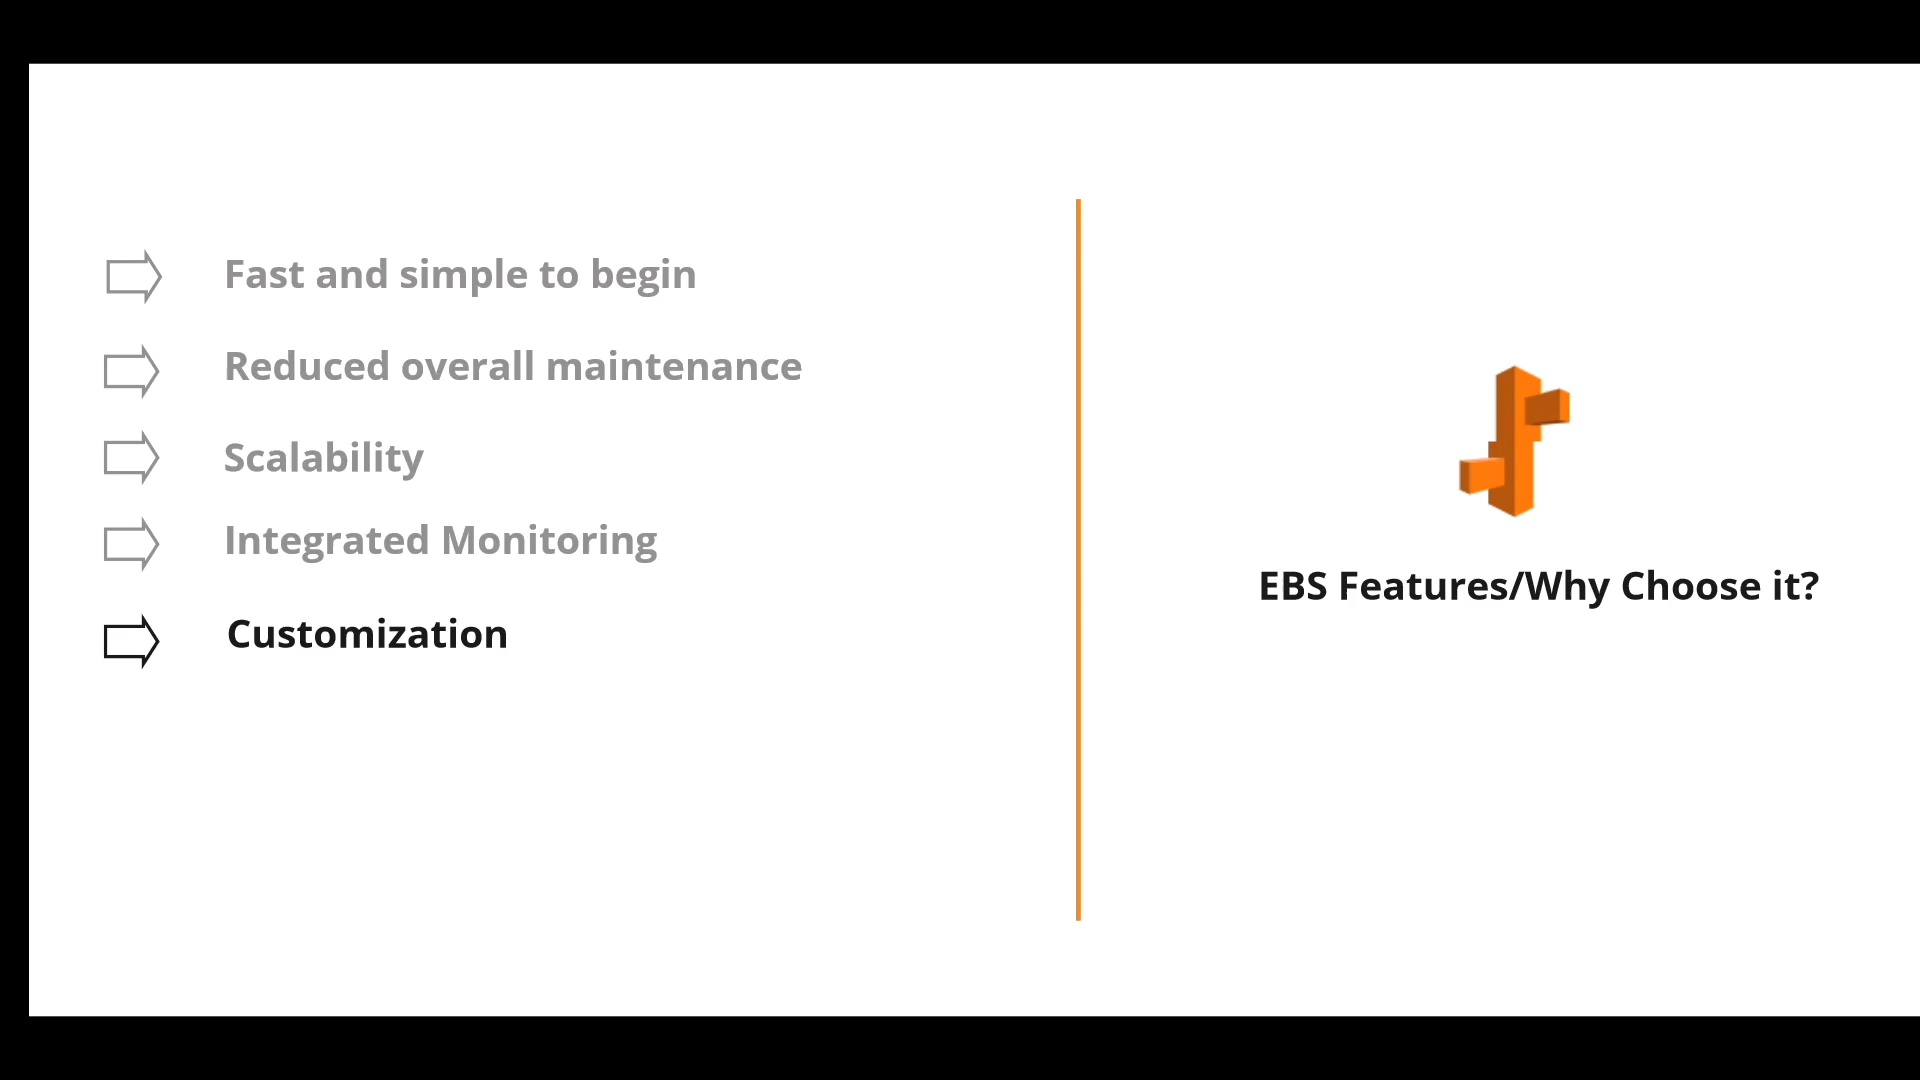 Fast and simple to begin
Reduced overall maintenance
Scalability
Integrated Monitoring
Customization
EBS Features/Why Choose it?